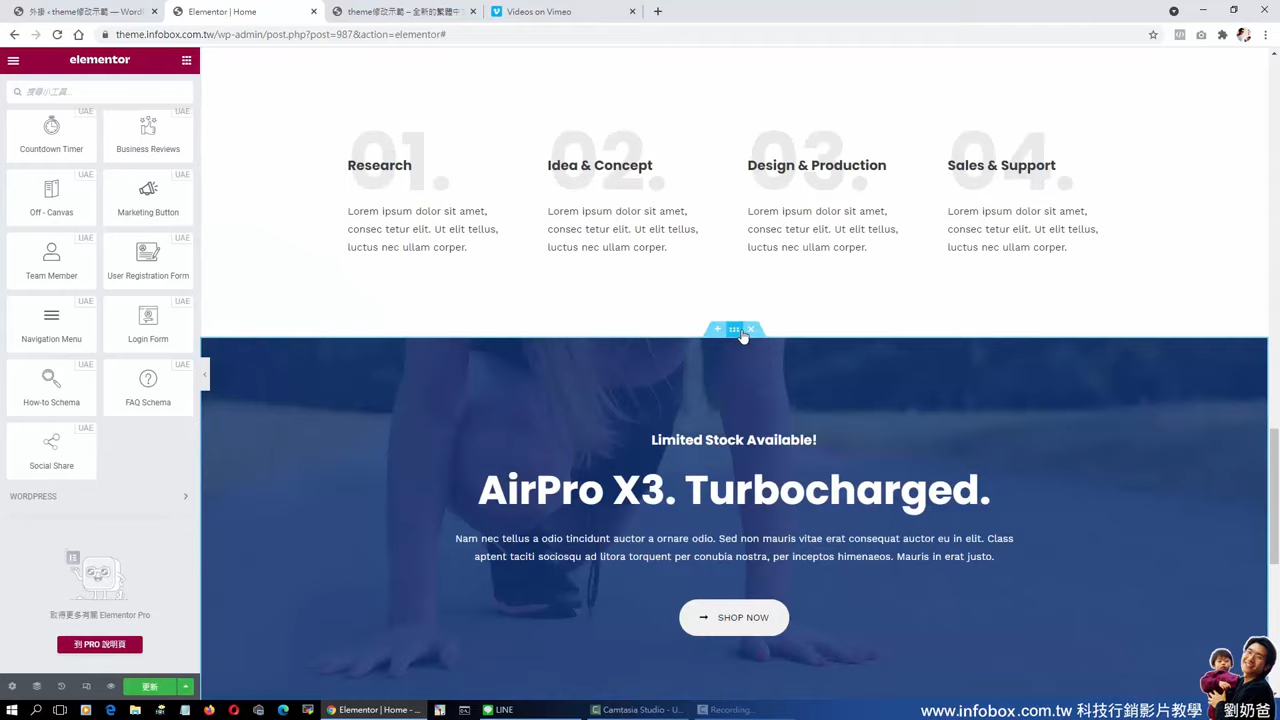 外掛 < theme修改示範 — Word
Elementor | Home
theme修改示範 – 全新的繁體中
Videos on Vimeo
theme.infobox.com.tw/wp-admin/post.php?post=987&action=elementor#
elementor
搜尋小工具...
UAE
UAE
Countdown Timer
Business Reviews
UAE
UAE
Off - Canvas
Marketing Button
UAE
UAE
Team Member
User Registration Form
UAE
UAE
Navigation Menu
Login Form
UAE
UAE
How-to Schema
FAQ Schema
UAE
Social Share
WORDPRESS
取得更多有關 Elementor Pro
到 PRO 說明頁
更新
01.
Research
Lorem ipsum dolor sit amet,
consec tetur elit. Ut elit tellus,
luctus nec ullam corper.
02.
Idea & Concept
Lorem ipsum dolor sit amet,
consec tetur elit. Ut elit tellus,
luctus nec ullam corper.
03.
Design & Production
Lorem ipsum dolor sit amet,
consec tetur elit. Ut elit tellus,
luctus nec ullam corper.
04.
Sales & Support
Lorem ipsum dolor sit amet,
consec tetur elit. Ut elit tellus,
luctus nec ullam corper.
Limited Stock Available!
AirPro X3. Turbocharged.
Nam nec tellus a odio tincidunt auctor a ornare odio. Sed non mauris vitae erat consequat auctor eu in elit. Class
aptent taciti sociosqu ad litora torquent per conubia nostra, per inceptos himenaeos. Mauris in erat justo.
SHOP NOW
Elementor | Home - ...
LINE
Camtasia Studio - U...
Recording...
www.infobox.com.tw 科技行銷影片教學 劉奶爸